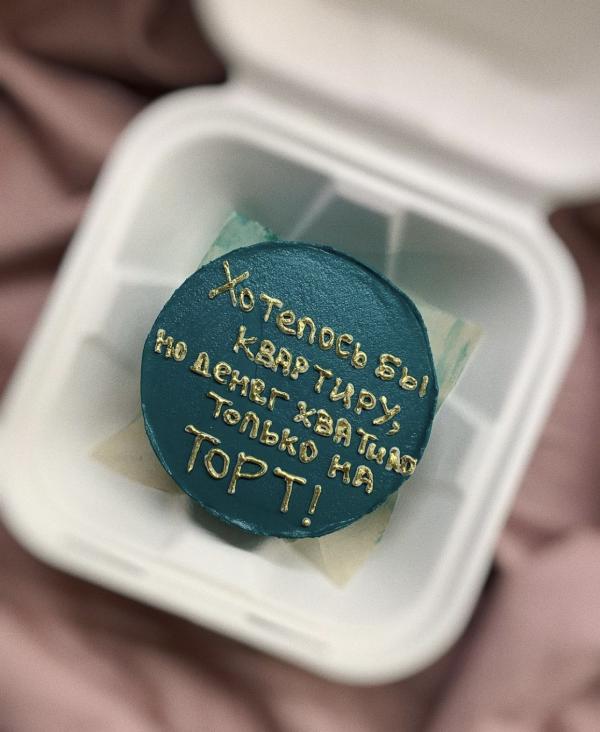 Хотелось бы
квартиру,
но денег хватило
только на
ТОРТ!